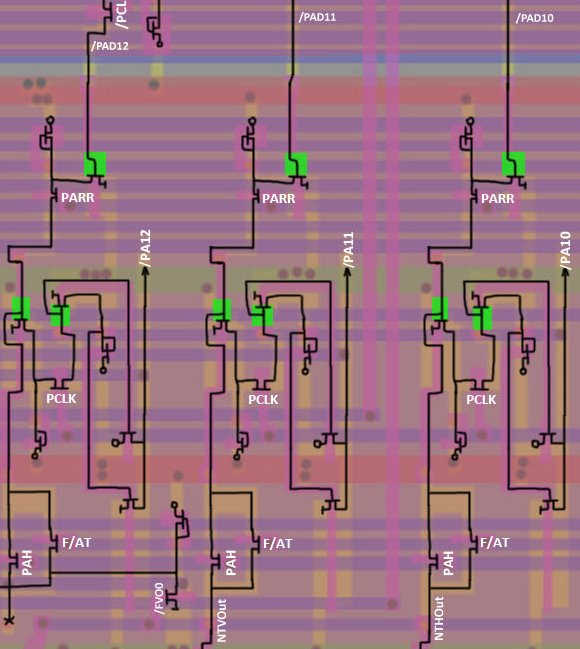 /PCL
/PAD12
/PAD11
/PAD10
PARR
PARR
PARR
/PA12
/PA11
/PA10
PCLK
PCLK
PCLK
PAH
F/AT
/FVO0
PAH
F/AT
NTVOut
PAH
F/AT
NTHOut